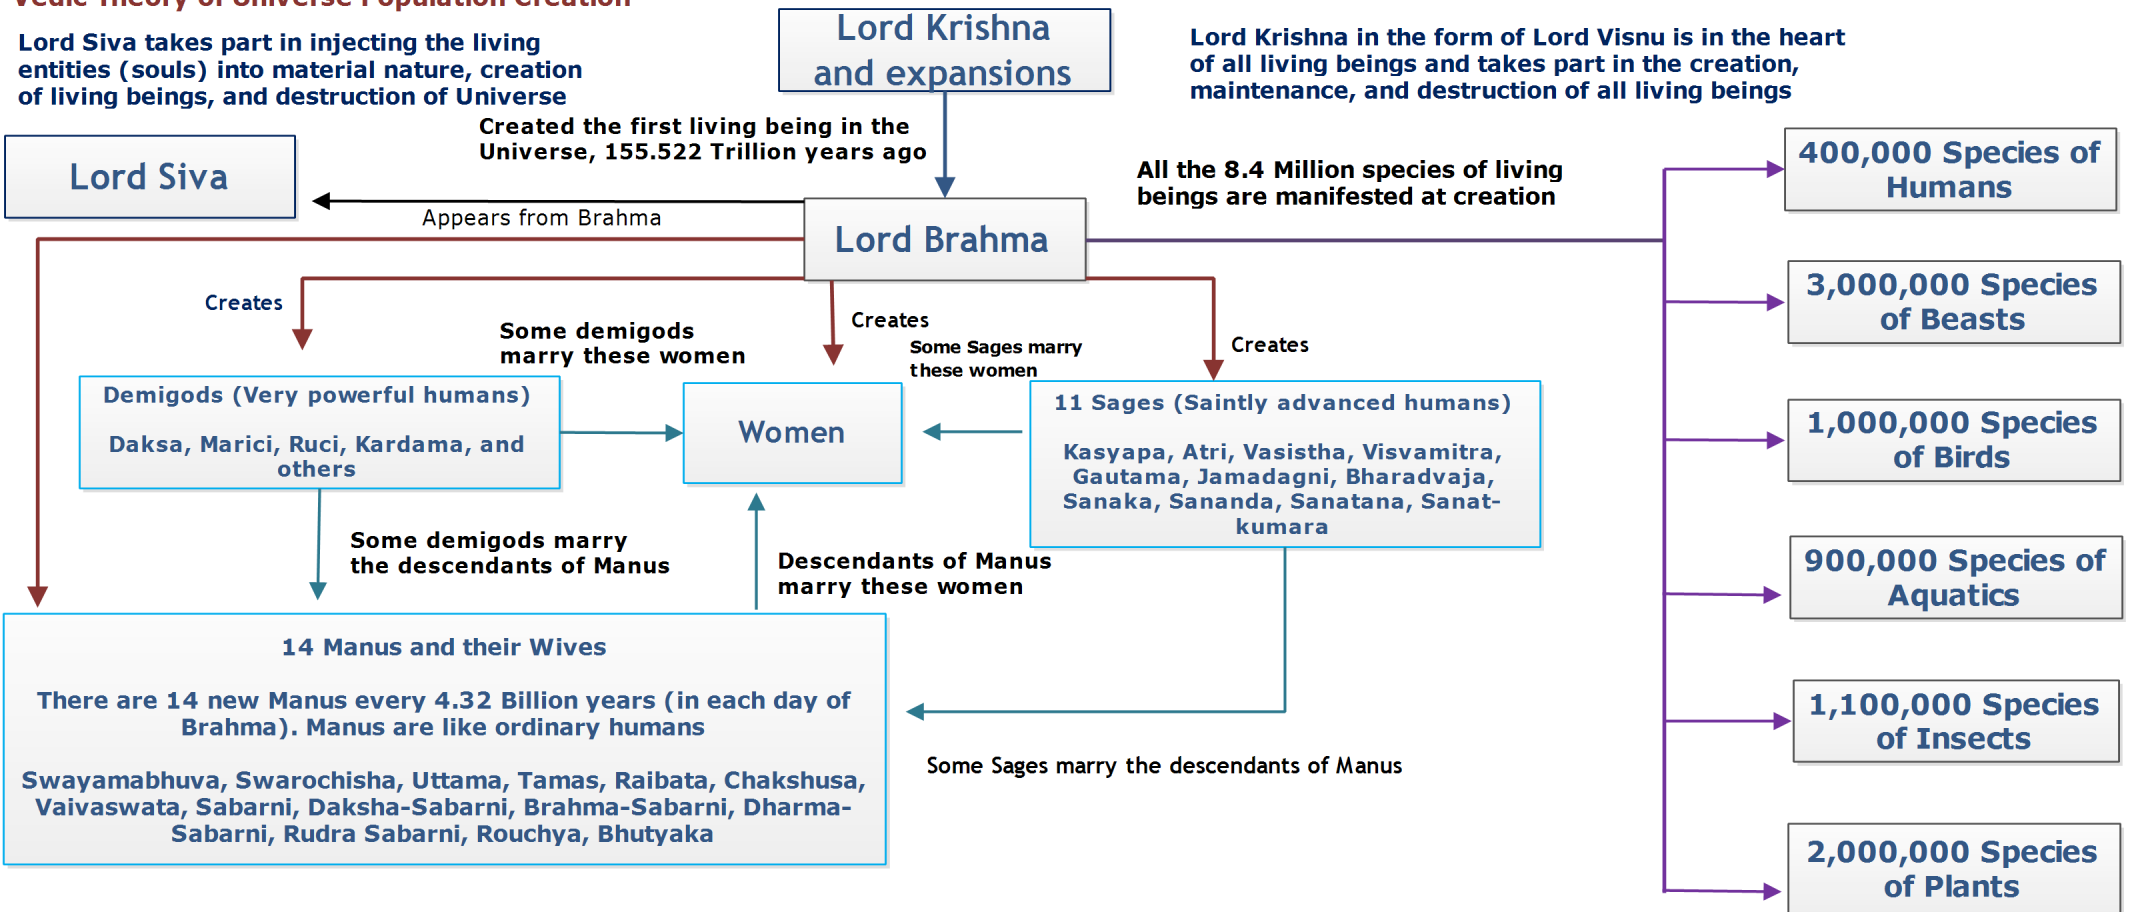 Vedic Theory of Universe Population Creation
Lord Siva takes part in injecting the living
entities (souls) into material nature, creation
of living beings, and destruction of Universe
Lord Krishna
and expansions
Lord Krishna in the form of Lord Visnu is in the heart
of all living beings and takes part in the creation,
maintenance, and destruction of all living beings
Created the first living being in the
Universe, 155.522 Trillion years ago
Lord Siva
Appears from Brahma
Lord Brahma
All the 8.4 Million species of living
beings are manifested at creation
400,000 Species of
Humans
3,000,000 Species
of Beasts
1,000,000 Species
of Birds
900,000 Species of
Aquatics
1,100,000 Species
of Insects
2,000,000 Species
of Plants
Creates
Some demigods
marry these women
Creates
Some Sages marry
these women
Creates
Demigods (Very powerful humans)
Daksa, Marici, Ruci, Kardama, and
others
Women
11 Sages (Saintly advanced humans)
Kasyapa, Atri, Vasistha, Visvamitra,
Gautama, Jamadagni, Bharadvaja,
Sanaka, Sananda, Sanatana, Sanat-
kumara
Some demigods marry
the descendants of Manus
Descendants of Manus
marry these women
14 Manus and their Wives
There are 14 new Manus every 4.32 Billion years (in each day of
Brahma). Manus are like ordinary humans
Swayamabhuva, Swarochisha, Uttama, Tamas, Raibata, Chakshusa,
Vaivaswata, Sabarni, Daksha-Sabarni, Brahma-Sabarni, Dharma-
Sabarni, Rudra Sabarni, Rouchya, Bhutyaka
Some Sages marry the descendants of Manus